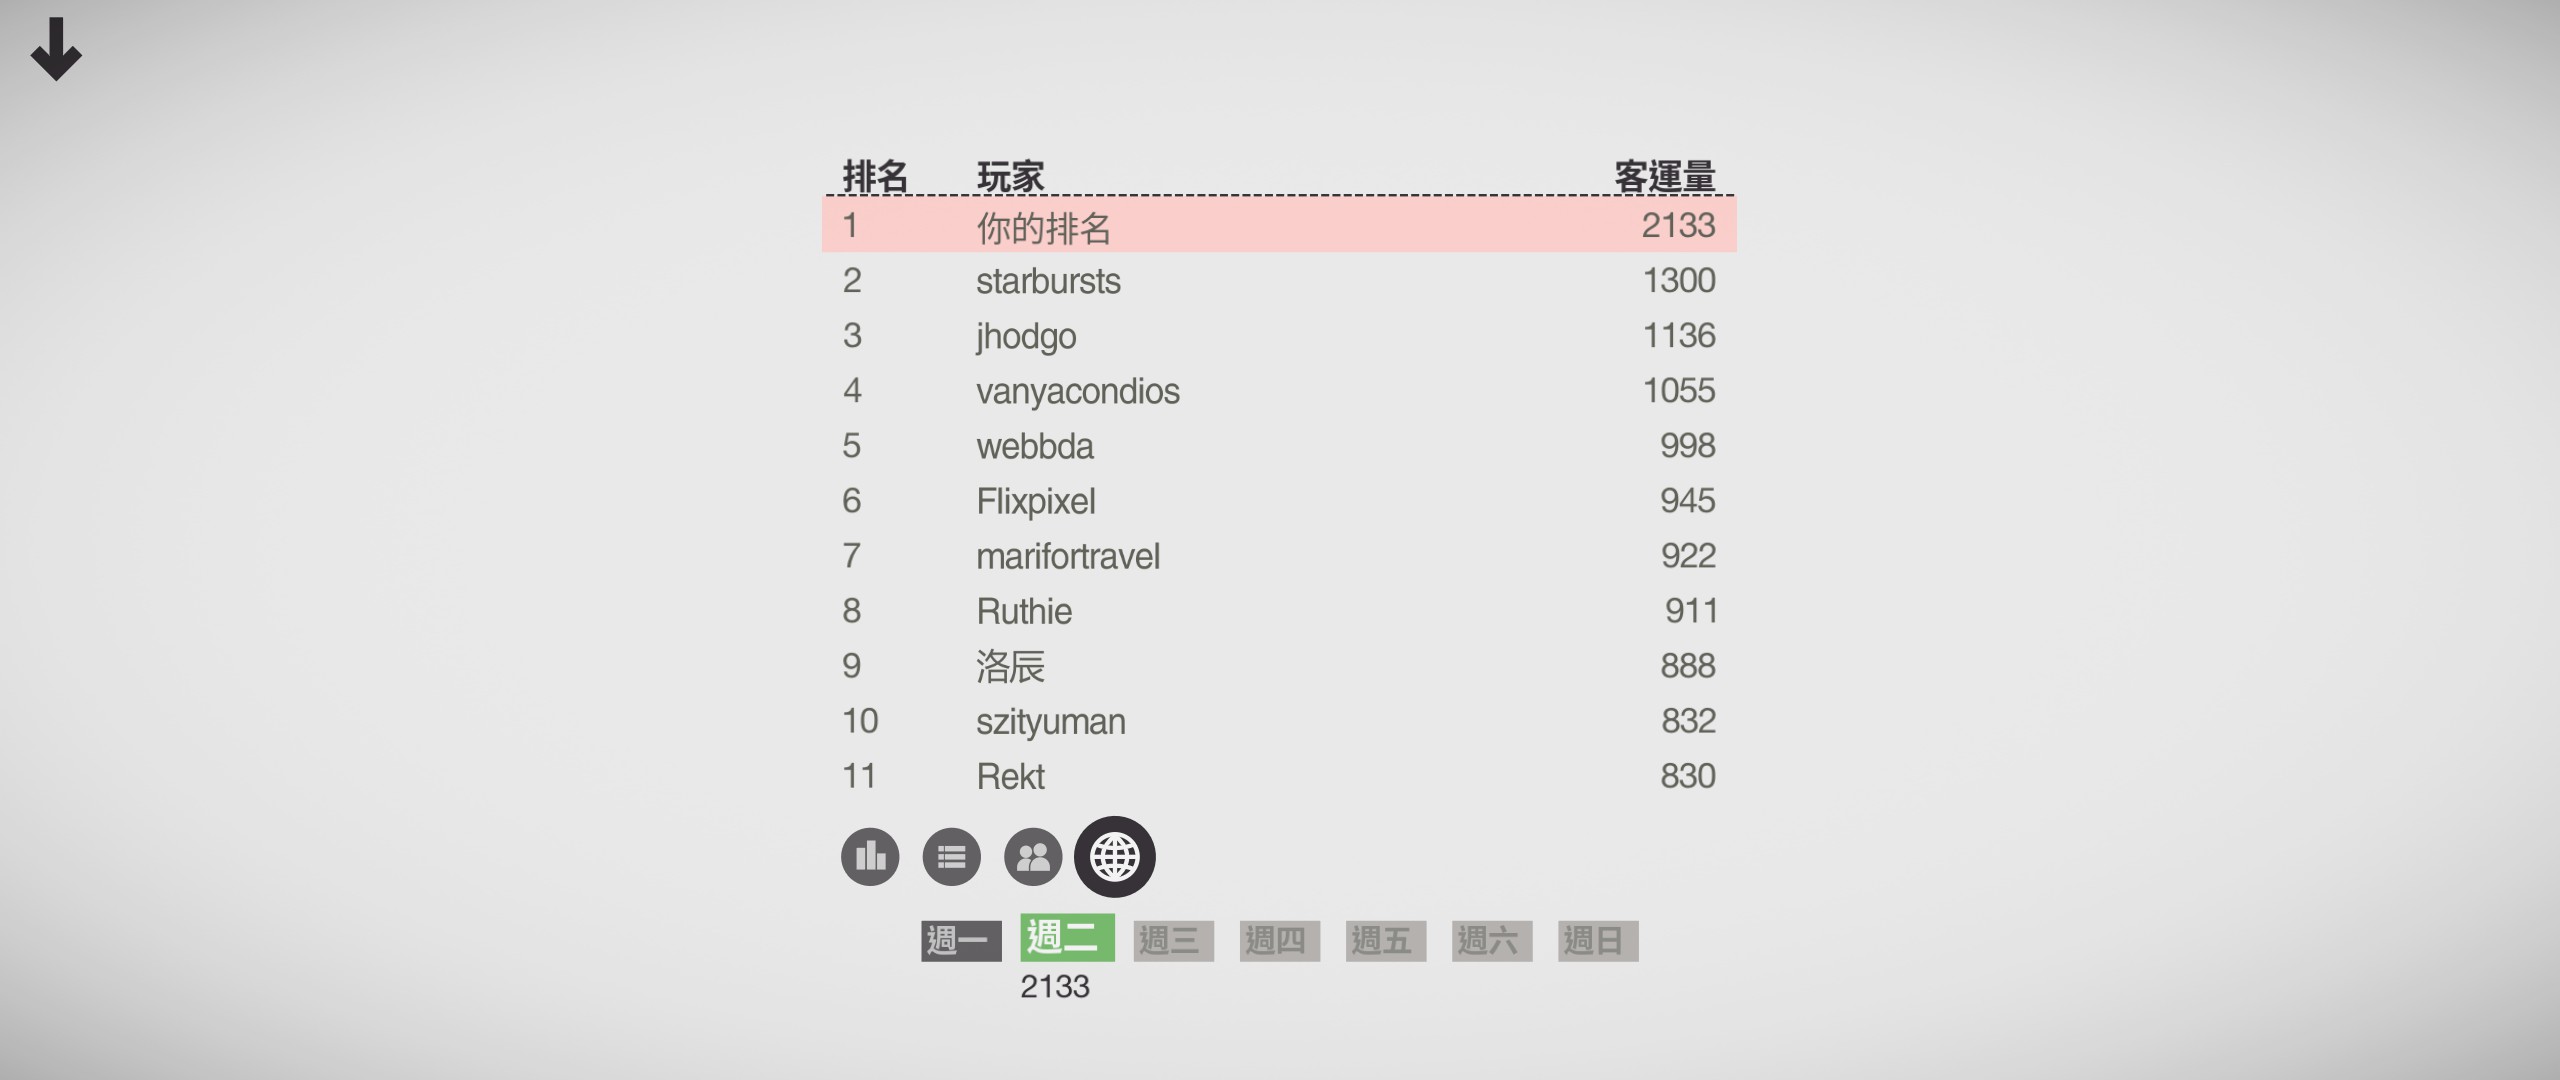 排名 玩家 客運量
1 你的排名 2133
2 starbursts 1300
3 jhodgo 1136
4 vanyacondios 1055
5 webbda 998
6 Flixpixel 945
7 marifortravel 922
8 Ruthie 911
9 洛辰 888
10 szityuman 832
11 Rekt 830
週一 週二 週三 週四 週五 週六 週日
2133